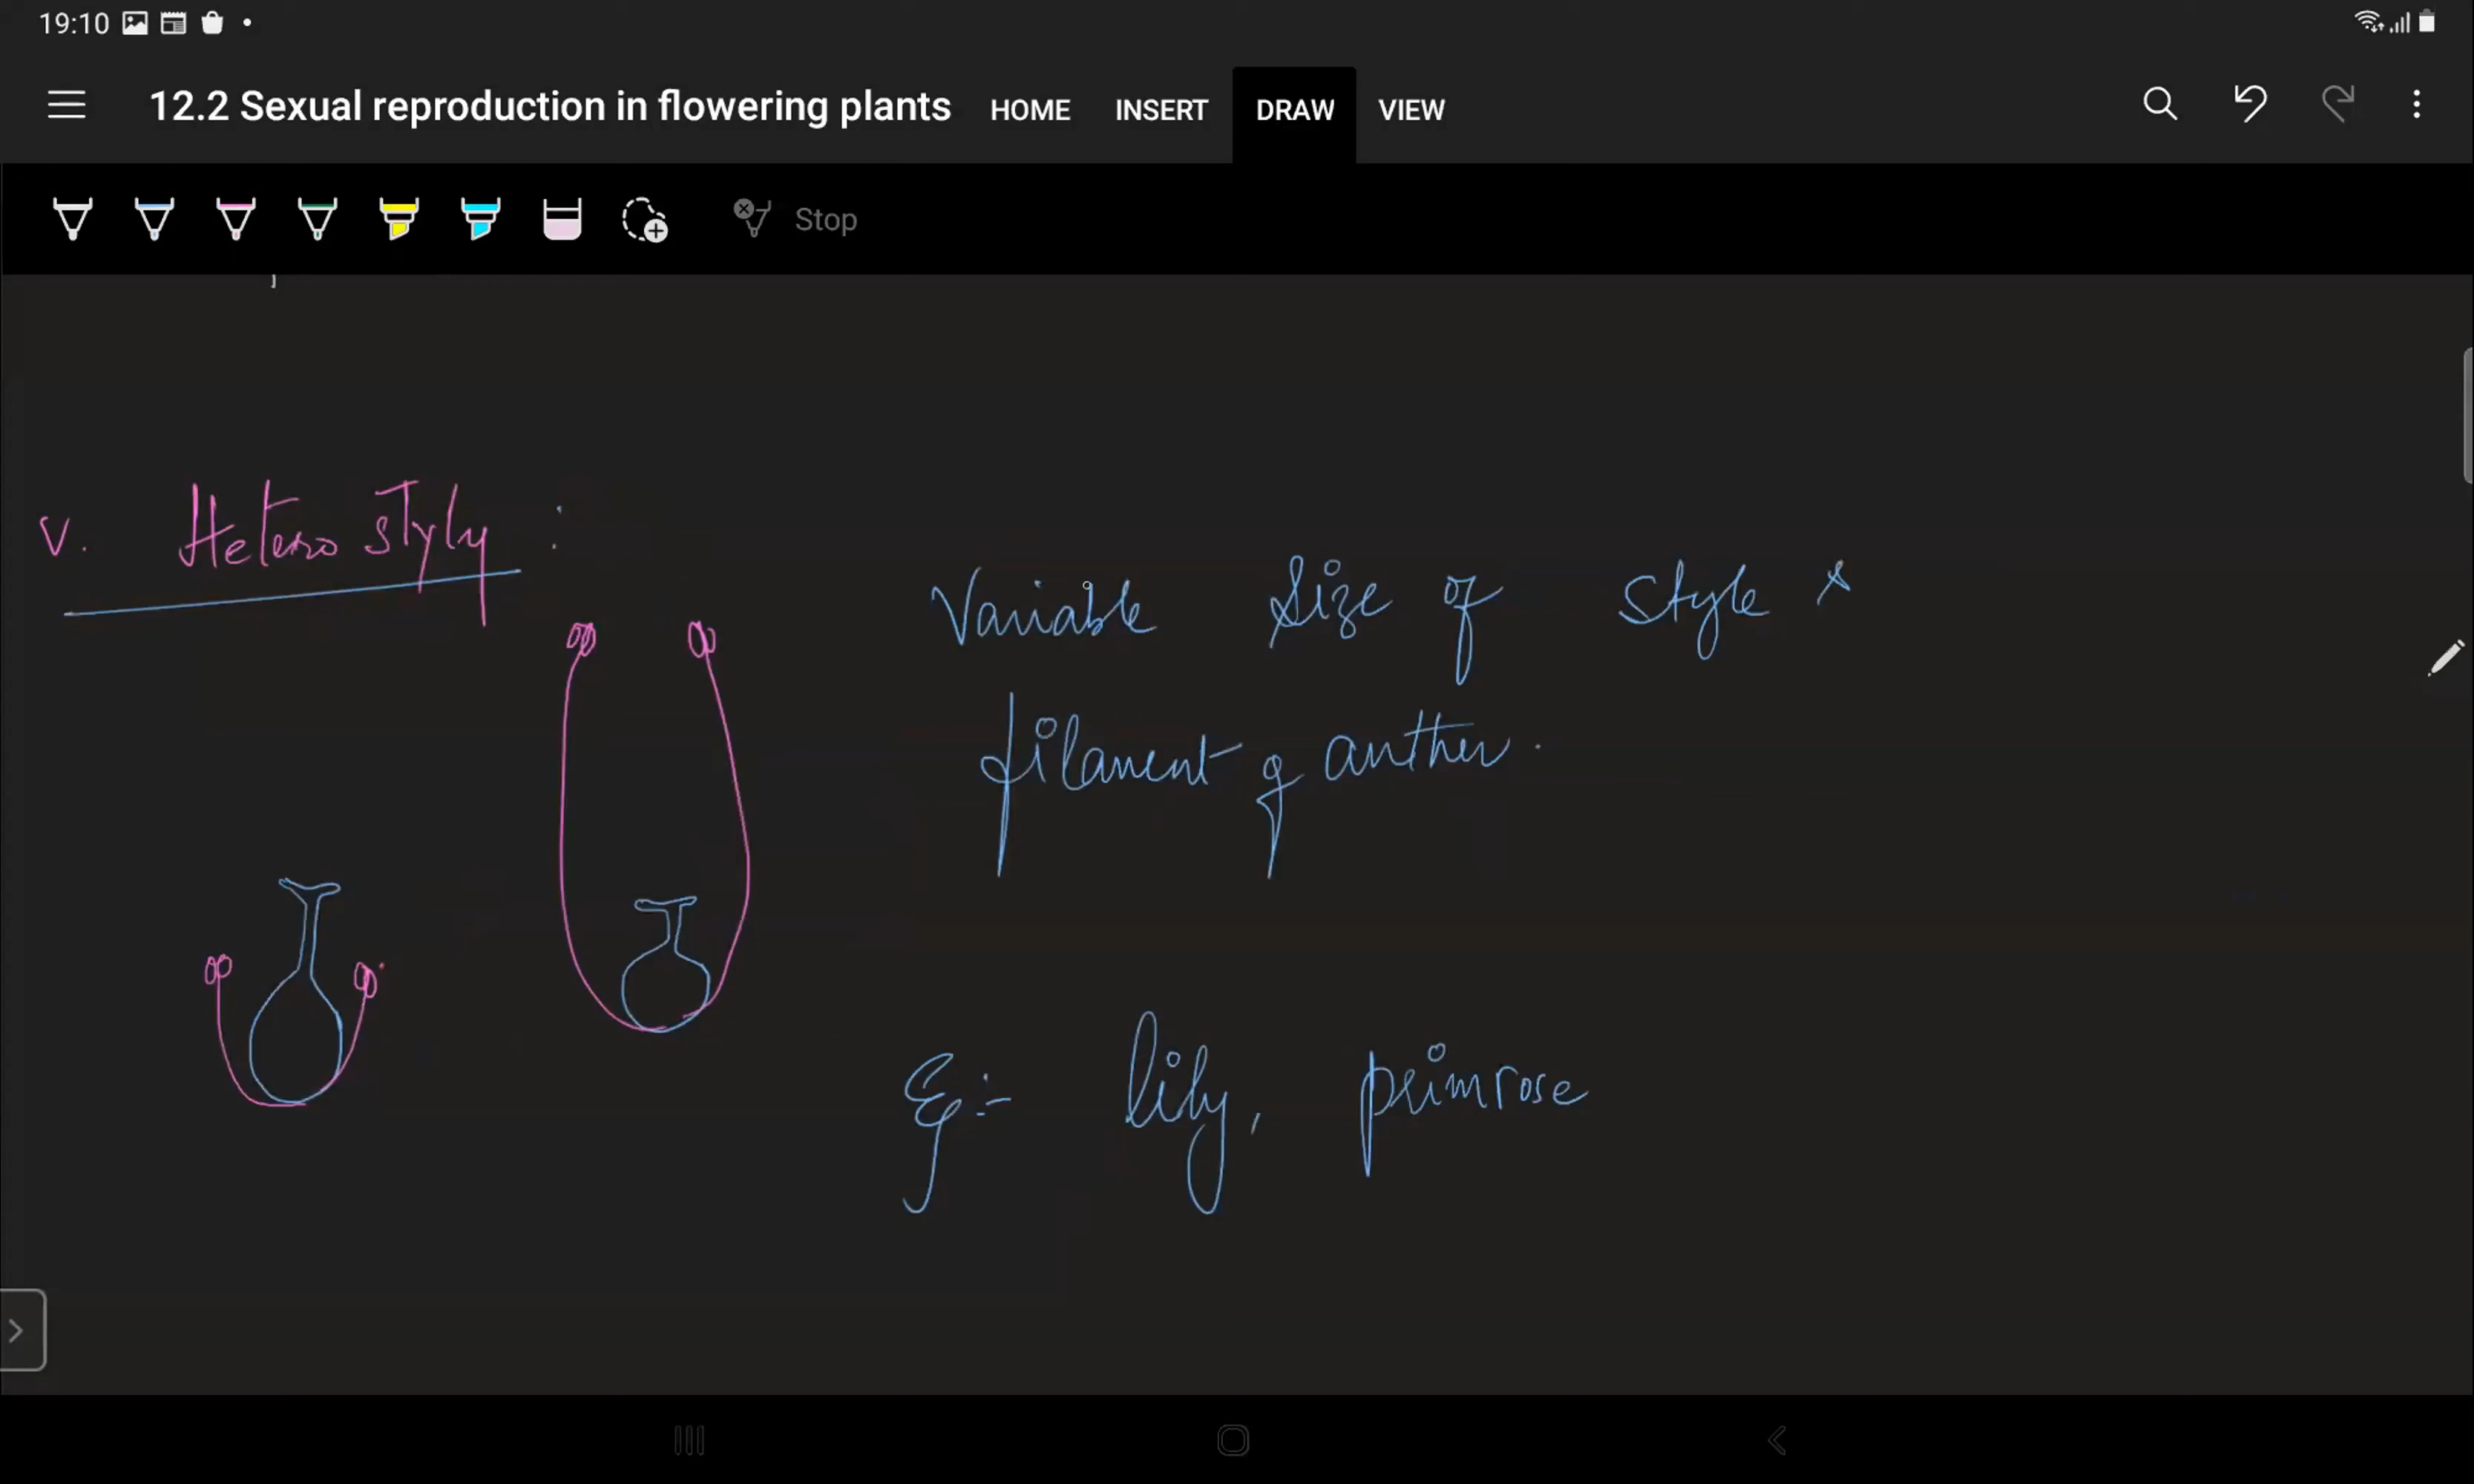 19:10
12.2 Sexual reproduction in flowering plants HOME INSERT DRAW VIEW
Stop
V. Hetero styly :
Variable size of style &
filament of anther.
Eg:- lily, primrose